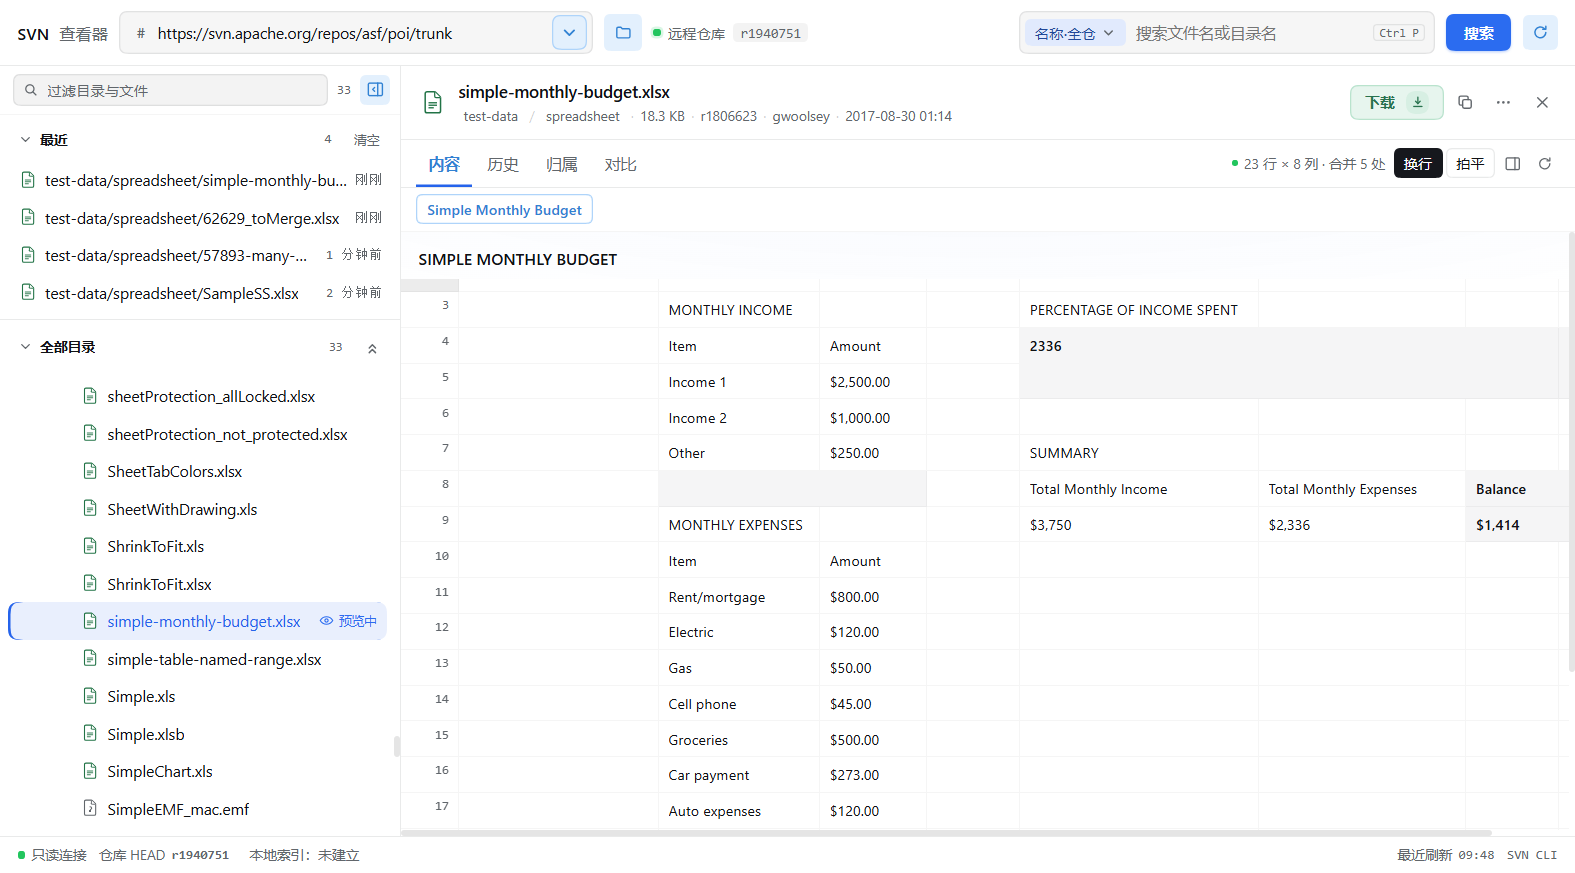 SVN 查看器
# https://svn.apache.org/repos/asf/poi/trunk
远程仓库 r1940751
名称·全仓 搜索文件名或目录名 Ctrl P
搜索
过滤目录与文件 33
最近 4 清空
test-data/spreadsheet/simple-monthly-bu... 刚刚
test-data/spreadsheet/62629_toMerge.xlsx 刚刚
test-data/spreadsheet/57893-many-... 1 分钟前
test-data/spreadsheet/SampleSS.xlsx 2 分钟前
全部目录 33
sheetProtection_allLocked.xlsx
sheetProtection_not_protected.xlsx
SheetTabColors.xlsx
SheetWithDrawing.xls
ShrinkToFit.xls
ShrinkToFit.xlsx
simple-monthly-budget.xlsx 预览中
simple-table-named-range.xlsx
Simple.xls
Simple.xlsb
SimpleChart.xls
SimpleEMF_mac.emf
simple-monthly-budget.xlsx
test-data / spreadsheet · 18.3 KB · r1806623 · gwoolsey · 2017-08-30 01:14
下载
内容 历史 归属 对比
23 行 × 8 列 · 合并 5 处 换行 拍平
Simple Monthly Budget
SIMPLE MONTHLY BUDGET
3 MONTHLY INCOME PERCENTAGE OF INCOME SPENT
4 Item Amount 2336
5 Income 1 $2,500.00
6 Income 2 $1,000.00
7 Other $250.00 SUMMARY
8 Total Monthly Income Total Monthly Expenses Balance
9 MONTHLY EXPENSES $3,750 $2,336 $1,414
10 Item Amount
11 Rent/mortgage $800.00
12 Electric $120.00
13 Gas $50.00
14 Cell phone $45.00
15 Groceries $500.00
16 Car payment $273.00
17 Auto expenses $120.00
只读连接 仓库 HEAD r1940751 本地索引：未建立
最近刷新 09:48 SVN CLI